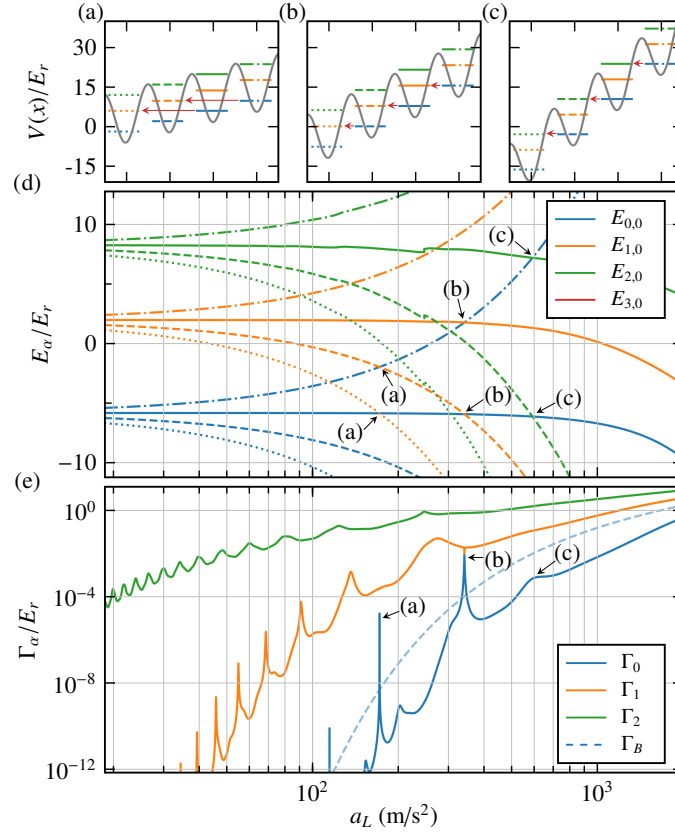 (a) (b) (c)
V(x)/E_r
30
15
0
-15
(d)
E_α/E_r
10
0
−10
E_{0,0}
E_{1,0}
E_{2,0}
E_{3,0}
(c)
(b)
(a)
(b)
(c)
(a)
(e)
Γ_α/E_r
10^0
10^{−4}
10^{−8}
10^{−12}
(b)
(c)
(a)
Γ_0
Γ_1
Γ_2
Γ_B
10^2
10^3
a_L (m/s²)